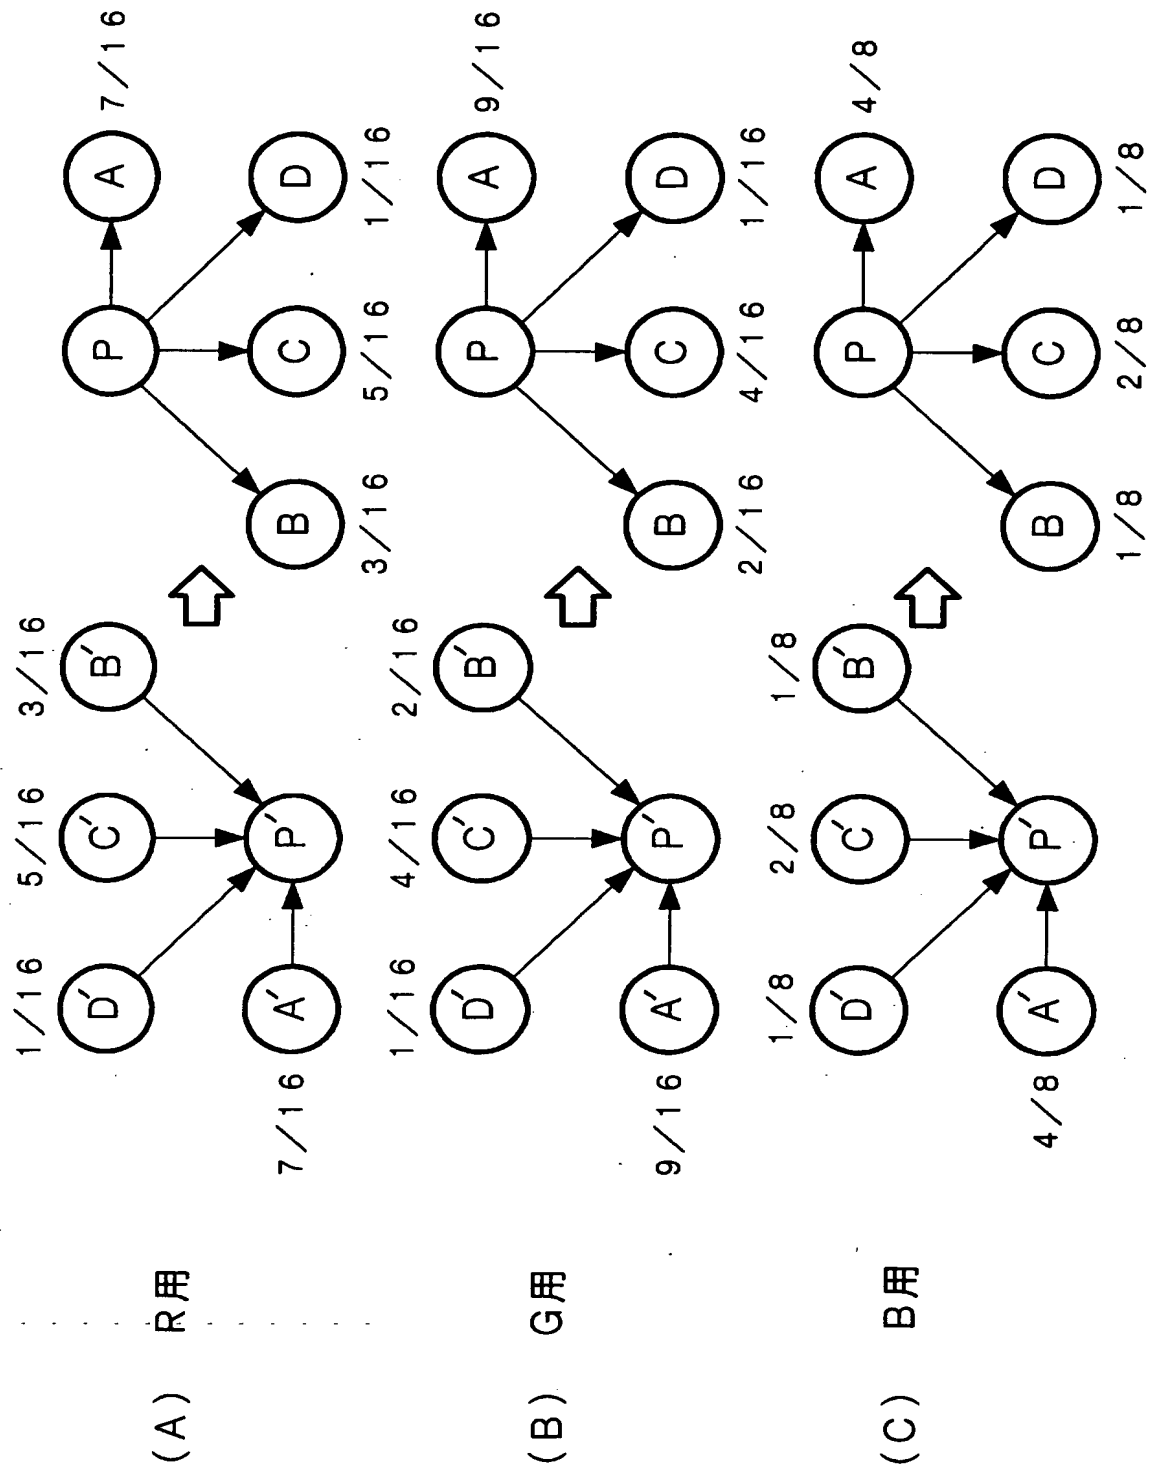 1/16 5/16 3/16
D′ C′ B′ P A 7/16
(A) R用
7/16 A′ P′ B C D
3/16 5/16 1/16
1/16 4/16 2/16
D′ C′ B′ P A 9/16
(B) G用
9/16 A′ P′ B C D
2/16 4/16 1/16
1/8 2/8 1/8
D′ C′ B′ P A 4/8
(C) B用
4/8 A′ P′ B C D
1/8 2/8 1/8